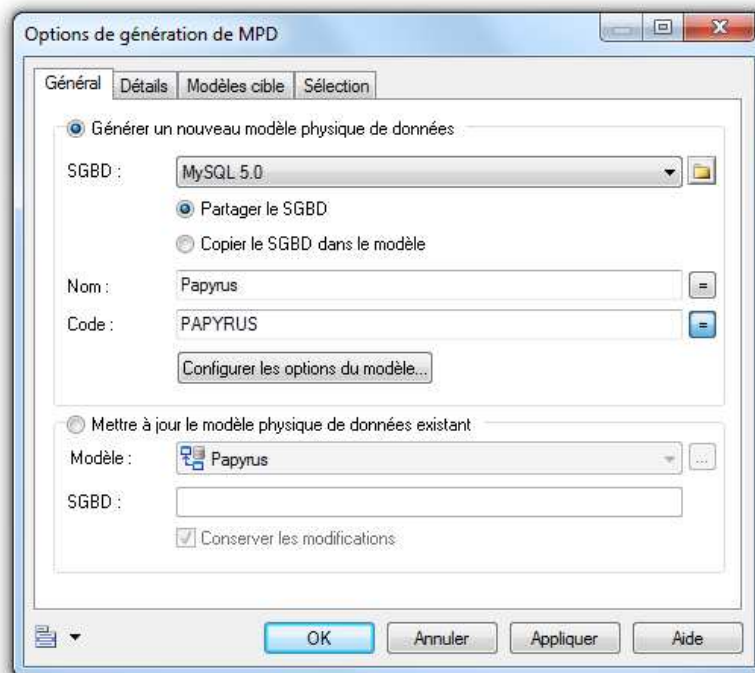 Options de génération de MPD
Général Détails Modèles cible Sélection
Générer un nouveau modèle physique de données
SGBD : MySQL 5.0
Partager le SGBD
Copier le SGBD dans le modèle
Nom : Papyrus =
Code : PAPYRUS =
Configurer les options du modèle...
Mettre à jour le modèle physique de données existant
Modèle : Papyrus ...
SGBD :
Conserver les modifications
OK Annuler Appliquer Aide